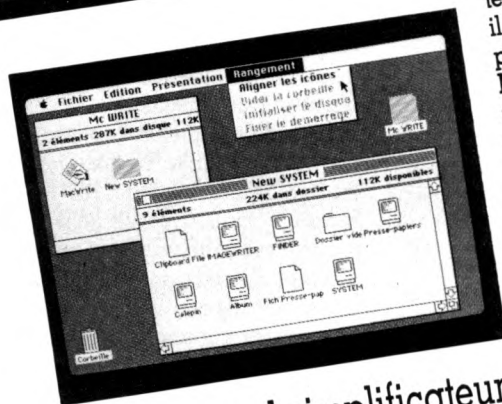 Fichier Edition Présentation Rangement
Aligner les icônes
Vider la corbeille
Initialiser le disque
Fixer le démarrage
Mc WRITE
2 éléments 287K dans disque 112K
MacWrite New SYSTEM
Mc WRITE
New SYSTEM
9 éléments 224K dans dossier 112K disponibles
Clipboard File IMAGEWRITER FINDER Dossier vide Presse-papiers
Calepin Album Fich Presse-pap SYSTEM
Corbeille
simplificateur